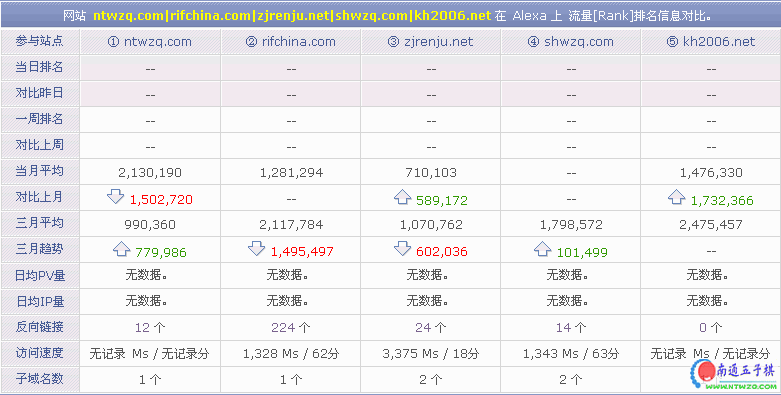 网站 ntwzq.com|rifchina.com|zjrenju.net|shwzq.com|kh2006.net 在 Alexa 上 流量[Rank]排名信息对比。
参与站点 ① ntwzq.com ② rifchina.com ③ zjrenju.net ④ shwzq.com ⑤ kh2006.net
当日排名 -- -- -- -- --
对比昨日 -- -- -- -- --
一周排名 -- -- -- -- --
对比上周 -- -- -- -- --
当月平均 2,130,190 1,281,294 710,103 -- 1,476,330
对比上月 1,502,720 -- 589,172 -- 1,732,366
三月平均 990,360 2,117,784 1,070,762 1,798,572 2,475,457
三月趋势 779,986 1,495,497 602,036 101,499 --
日均PV量 无数据。 无数据。 无数据。 无数据。 无数据。
日均IP量 无数据。 无数据。 无数据。 无数据。 无数据。
反向链接 12 个 224 个 24 个 14 个 0 个
访问速度 无记录 Ms / 无记录分 1,328 Ms / 62分 3,375 Ms / 18分 1,343 Ms / 63分 无记录 Ms / 无记录分
子域名数 1 个 1 个 2 个 2 个
南通五子棋
WWW.NTWZQ.COM